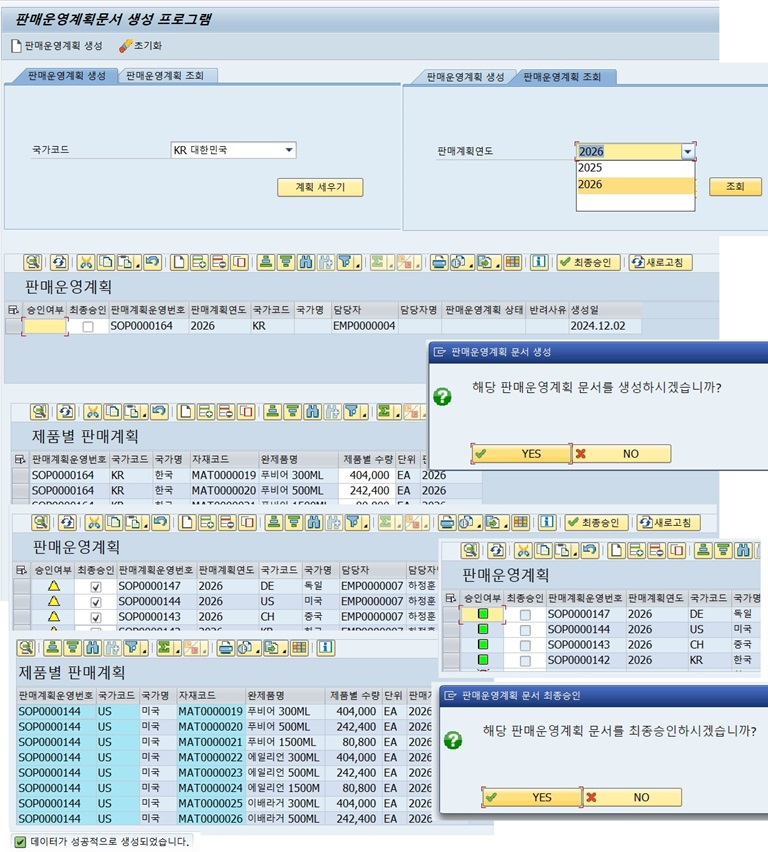 판매운영계획문서 생성 프로그램
판매운영계획 생성 초기화
판매운영계획 생성 판매운영계획 조회
국가코드 KR 대한민국
계획 세우기
판매운영계획 생성 판매운영계획 조회
판매계획연도 2026
2025
2026
조회
최종승인 새로고침
판매운영계획
승인여부 최종승인 판매계획운영번호 판매계획연도 국가코드 국가명 담당자 담당자명 판매운영계획 상태 반려사유 생성일
SOP0000164 2026 KR EMP0000004 2024.12.02
판매운영계획 문서 생성
해당 판매운영계획 문서를 생성하시겠습니까?
YES NO
제품별 판매계획
판매계획운영번호 국가코드 국가명 자재코드 완제품명 제품별 수량 단위
SOP0000164 KR 한국 MAT0000019 푸비어 300ML 404,000 EA 2026
SOP0000164 KR 한국 MAT0000020 푸비어 500ML 242,400 EA 2026
최종승인 새로고침
판매운영계획
승인여부 최종승인 판매계획운영번호 판매계획연도 국가코드 국가명 담당자 담당자명
SOP0000147 2026 DE 독일 EMP0000007 하정훈
SOP0000144 2026 US 미국 EMP0000007 하정훈
SOP0000143 2026 CH 중국 EMP0000007 하정훈
판매운영계획
승인여부 최종승인 판매계획운영번호 판매계획연도 국가코드 국가명
SOP0000147 2026 DE 독일
SOP0000144 2026 US 미국
SOP0000143 2026 CH 중국
SOP0000142 2026 KR 한국
제품별 판매계획
판매계획운영번호 국가코드 국가명 자재코드 완제품명 제품별 수량 단위
SOP0000144 US 미국 MAT0000019 푸비어 300ML 404,000 EA 2026
SOP0000144 US 미국 MAT0000020 푸비어 500ML 242,400 EA 2026
SOP0000144 US 미국 MAT0000021 푸비어 1500ML 80,800 EA 2026
SOP0000144 US 미국 MAT0000022 에일리언 300ML 404,000 EA 2026
SOP0000144 US 미국 MAT0000023 에일리언 500ML 242,400 EA 2026
SOP0000144 US 미국 MAT0000024 에일리언 1500M 80,800 EA 2026
SOP0000144 US 미국 MAT0000025 이배라거 300ML 404,000 EA 2026
SOP0000144 US 미국 MAT0000026 이배라거 500ML 242,400 EA 2026
판매운영계획 문서 최종승인
해당 판매운영계획 문서를 최종승인하시겠습니까?
YES NO
데이터가 성공적으로 생성되었습니다.